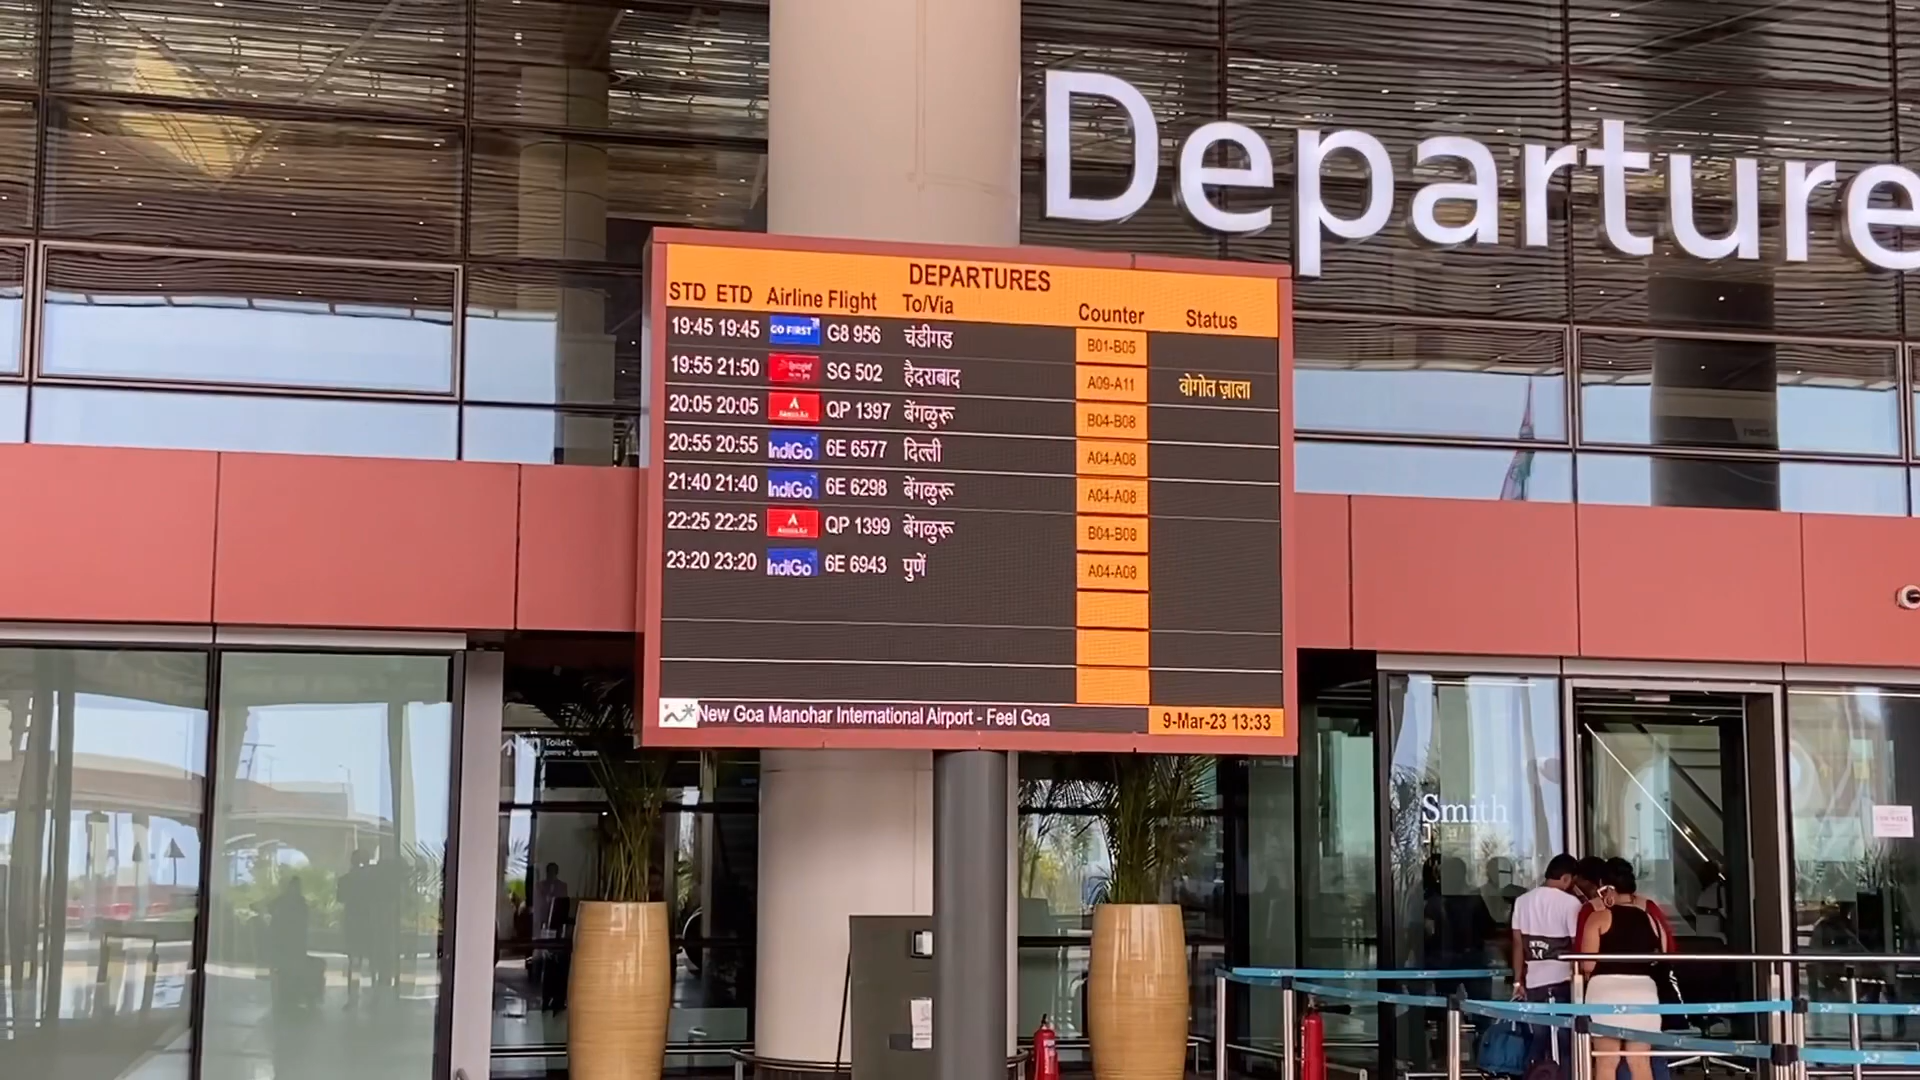 Departure
DEPARTURES
STD ETD Airline Flight To/Via Counter Status
19:45 19:45 GO FIRST G8 956 चंडीगड B01-B05
19:55 21:50 SG 502 हैदराबाद A09-A11 वोगोत ज़ाला
20:05 20:05 QP 1397 बेंगळुरू B04-B08
20:55 20:55 IndiGo 6E 6577 दिल्ली A04-A08
21:40 21:40 IndiGo 6E 6298 बेंगळुरू A04-A08
22:25 22:25 QP 1399 बेंगळुरू B04-B08
23:20 23:20 IndiGo 6E 6943 पुणें A04-A08
New Goa Manohar International Airport - Feel Goa 9-Mar-23 13:33
Toilets
Smith